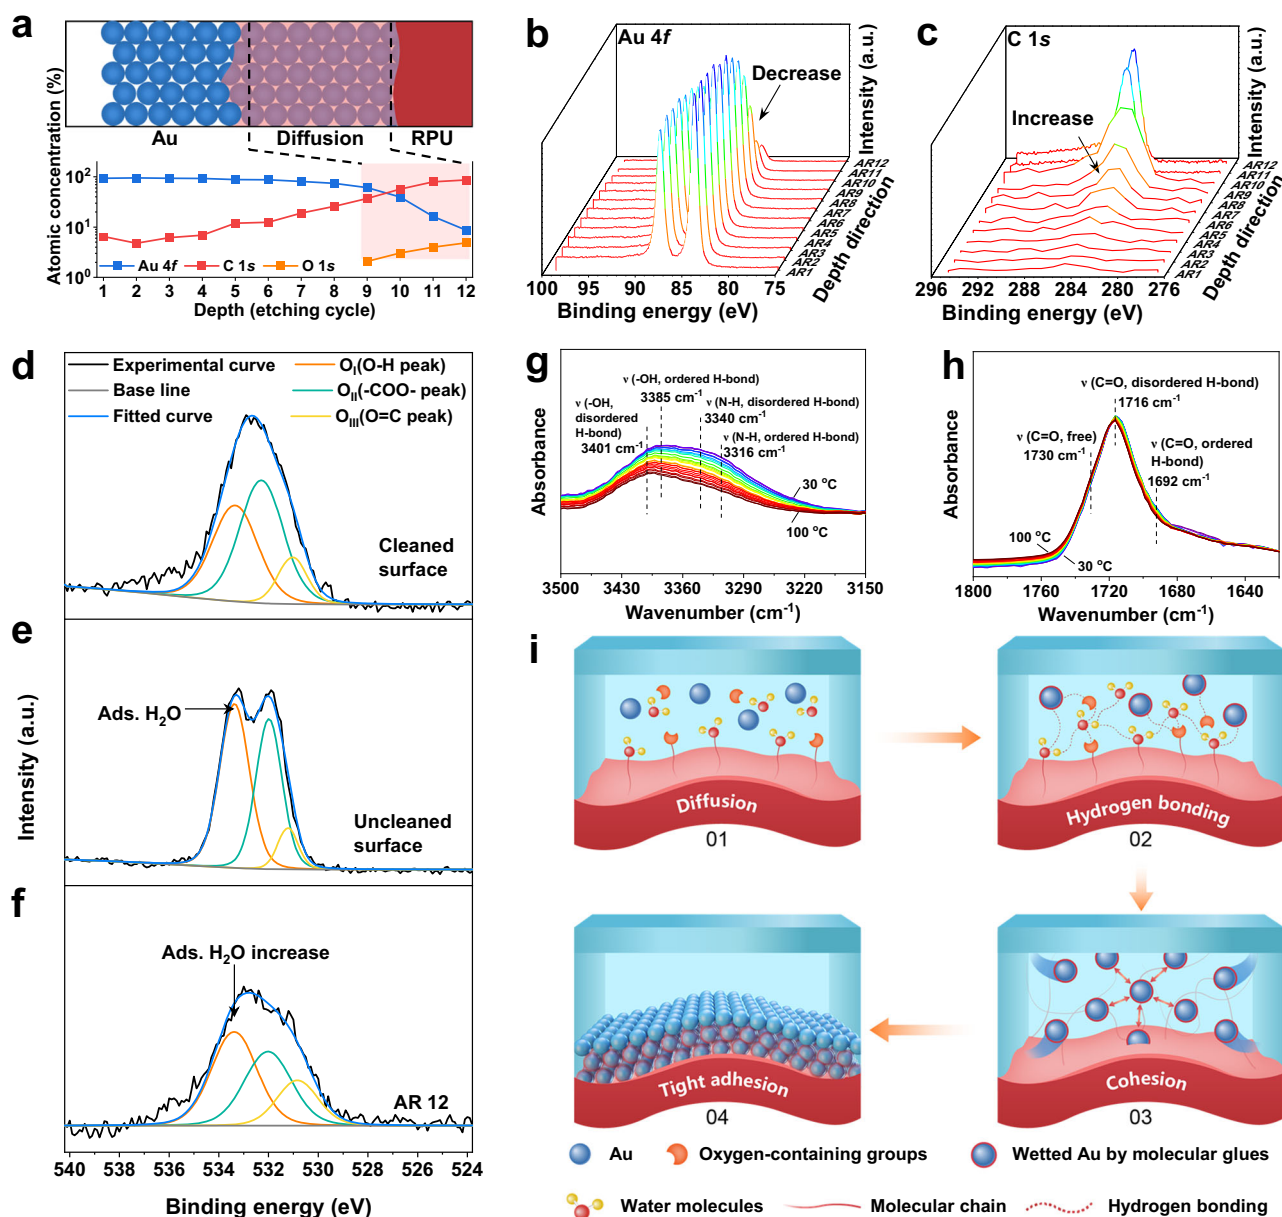 a
Au
Diffusion
RPU
Atomic concentration (%)
10²
10¹
10⁰
Au 4f
C 1s
O 1s
1 2 3 4 5 6 7 8 9 10 11 12
Depth (etching cycle)
b
Au 4f
Decrease
Intensity (a.u.)
AR12
AR11
AR10
AR9
AR8
AR7
AR6
AR5
AR4
AR3
AR2
AR1
Depth direction
100 95 90 85 80 75
Binding energy (eV)
c
C 1s
Increase
Intensity (a.u.)
AR12
AR11
AR10
AR9
AR8
AR7
AR6
AR5
AR4
AR3
AR2
AR1
Depth direction
296 292 288 284 280 276
Binding energy (eV)
d
Experimental curve
Base line
Fitted curve
O_I(O-H peak)
O_II(-COO- peak)
O_III(O=C peak)
Cleaned
surface
e
Ads. H₂O
Uncleaned
surface
Intensity (a.u.)
f
Ads. H₂O increase
AR 12
540 538 536 534 532 530 528 526 524
Binding energy (eV)
g
ν (-OH, ordered H-bond)
3385 cm⁻¹
ν (-OH,
disordered
H-bond)
3401 cm⁻¹
ν (N-H, disordered H-bond)
3340 cm⁻¹
ν (N-H, ordered H-bond)
3316 cm⁻¹
30 °C
100 °C
Absorbance
3500 3430 3360 3290 3220 3150
Wavenumber (cm⁻¹)
h
ν (C=O, disordered H-bond)
1716 cm⁻¹
ν (C=O, free)
1730 cm⁻¹
ν (C=O, ordered
H-bond)
1692 cm⁻¹
100 °C
30 °C
Absorbance
1800 1760 1720 1680 1640
Wavenumber (cm⁻¹)
i
Diffusion
01
Hydrogen bonding
02
Tight adhesion
04
Cohesion
03
Au
Oxygen-containing groups
Wetted Au by molecular glues
Water molecules
Molecular chain
Hydrogen bonding